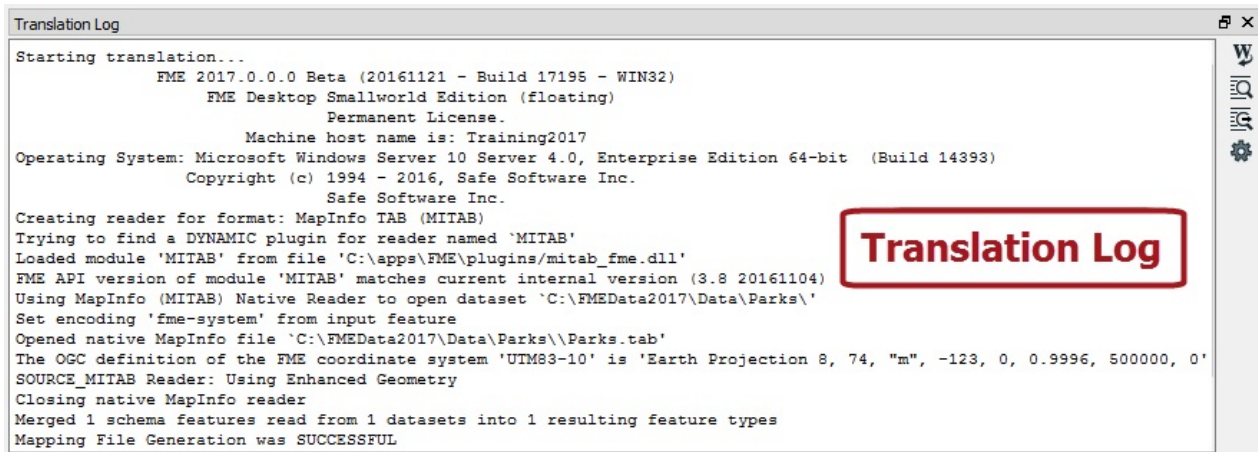 Translation Log
Starting translation...
FME 2017.0.0.0 Beta (20161121 - Build 17195 - WIN32)
FME Desktop Smallworld Edition (floating)
Permanent License.
Machine host name is: Training2017
Operating System: Microsoft Windows Server 10 Server 4.0, Enterprise Edition 64-bit  (Build 14393)
Copyright (c) 1994 - 2016, Safe Software Inc.
Safe Software Inc.
Creating reader for format: MapInfo TAB (MITAB)
Trying to find a DYNAMIC plugin for reader named `MITAB'
Loaded module 'MITAB' from file 'C:\apps\FME\plugins/mitab_fme.dll'
FME API version of module 'MITAB' matches current internal version (3.8 20161104)
Using MapInfo (MITAB) Native Reader to open dataset `C:\FMEData2017\Data\Parks\'
Set encoding 'fme-system' from input feature
Opened native MapInfo file `C:\FMEData2017\Data\Parks\\Parks.tab'
The OGC definition of the FME coordinate system 'UTM83-10' is 'Earth Projection 8, 74, "m", -123, 0, 0.9996, 500000, 0'
SOURCE_MITAB Reader: Using Enhanced Geometry
Closing native MapInfo reader
Merged 1 schema features read from 1 datasets into 1 resulting feature types
Mapping File Generation was SUCCESSFUL
Translation Log